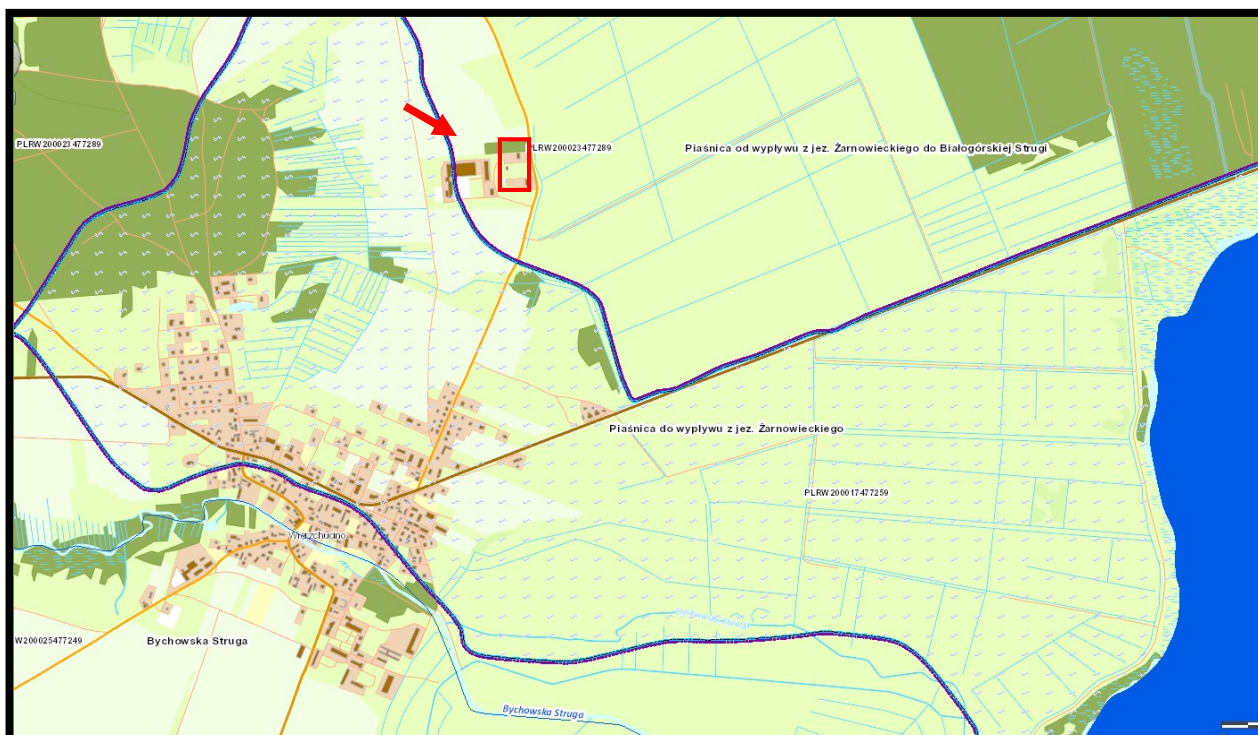 PLRW200023477289
PLRW200023477289
Piaśnica od wypływu z jez. Żarnowieckiego do Białogórskiej Strugi
Piaśnica do wypływu z jez. Żarnowieckiego
PLRW200017477259
Wierzchucino
W200025477249
Bychowska Struga
Bychowska Struga